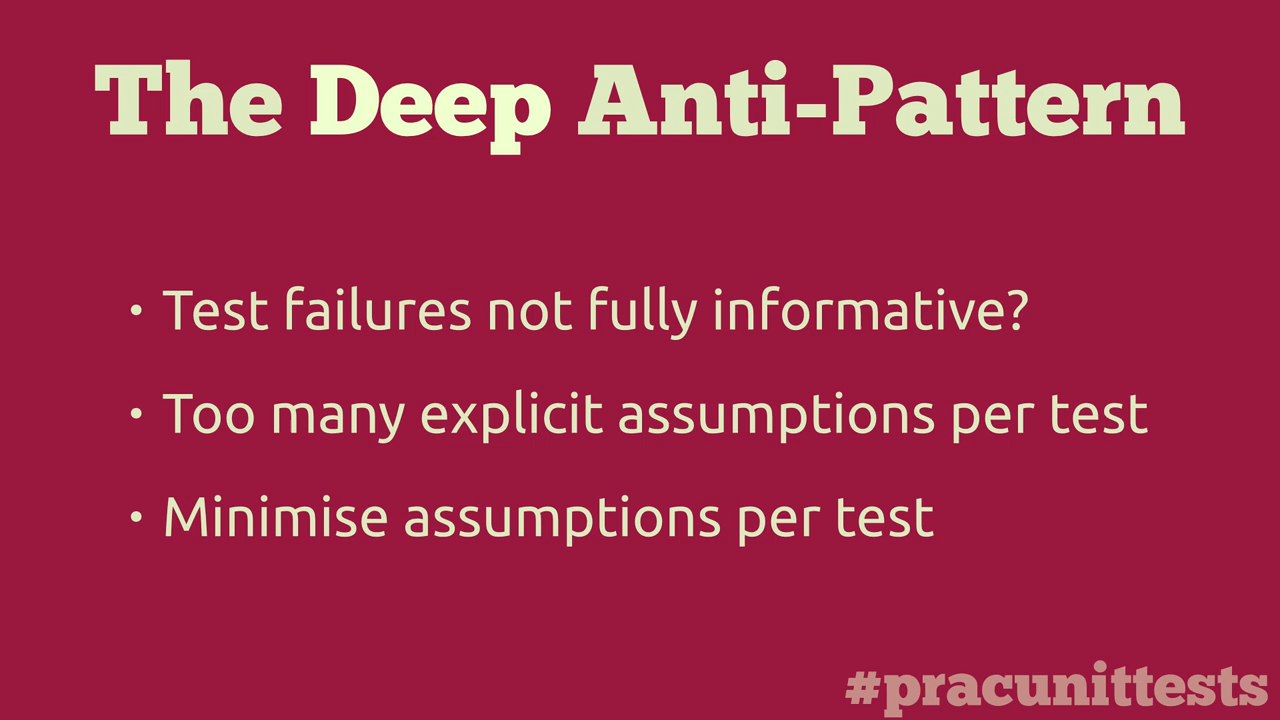 The Deep Anti-Pattern
• Test failures not fully informative?
• Too many explicit assumptions per test
• Minimise assumptions per test
#pracunittests